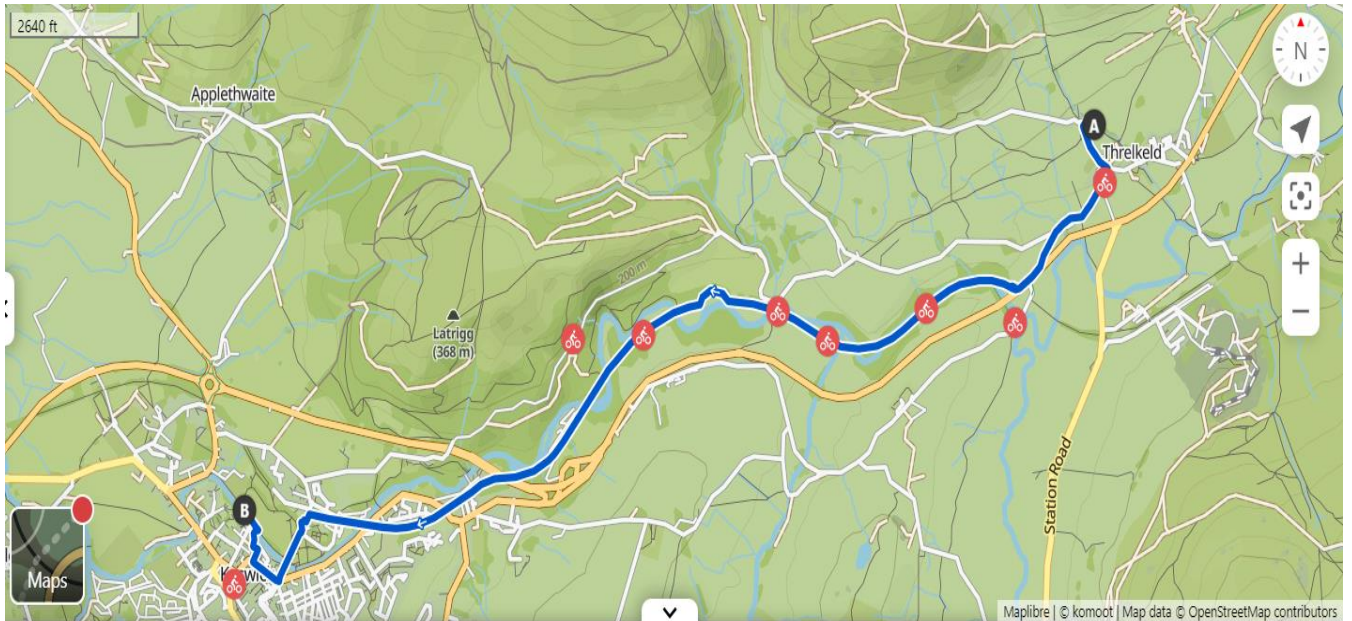 2640 ft
N
Applethwaite
A
Threlkeld
200 m
Latrigg
(368 m)
Station Road
B
Maps
Maplibre | © komoot | Map data © OpenStreetMap contributors